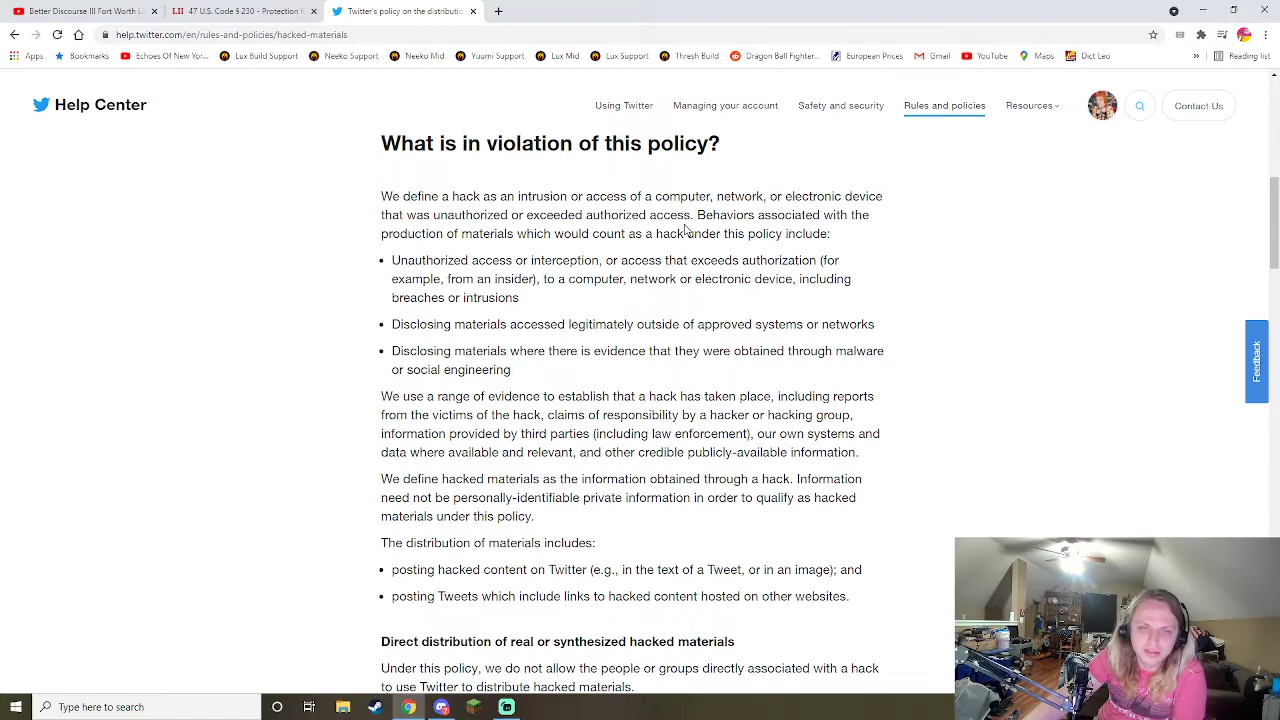 Better Discourse III Fort Worth Li
47 U.S. Code § 230 - Protection f
Twitter's policy on the distributio
help.twitter.com/en/rules-and-policies/hacked-materials
Apps Bookmarks Echoes Of New Yor... Lux Build Support Neeko Support Neeko Mid Yuumi Support Lux Mid Lux Support Thresh Build Dragon Ball Fighter... European Prices Gmail YouTube Maps Dict Leo » Reading list
Help Center
Using Twitter Managing your account Safety and security Rules and policies Resources Contact Us
What is in violation of this policy?
We define a hack as an intrusion or access of a computer, network, or electronic device
that was unauthorized or exceeded authorized access. Behaviors associated with the
production of materials which would count as a hack under this policy include:
• Unauthorized access or interception, or access that exceeds authorization (for
example, from an insider), to a computer, network or electronic device, including
breaches or intrusions
• Disclosing materials accessed legitimately outside of approved systems or networks
• Disclosing materials where there is evidence that they were obtained through malware
or social engineering
We use a range of evidence to establish that a hack has taken place, including reports
from the victims of the hack, claims of responsibility by a hacker or hacking group,
information provided by third parties (including law enforcement), our own systems and
data where available and relevant, and other credible publicly-available information.
We define hacked materials as the information obtained through a hack. Information
need not be personally-identifiable private information in order to qualify as hacked
materials under this policy.
The distribution of materials includes:
• posting hacked content on Twitter (e.g., in the text of a Tweet, or in an image); and
• posting Tweets which include links to hacked content hosted on other websites.
Direct distribution of real or synthesized hacked materials
Under this policy, we do not allow the people or groups directly associated with a hack
to use Twitter to distribute hacked materials.
Feedback
Type here to search